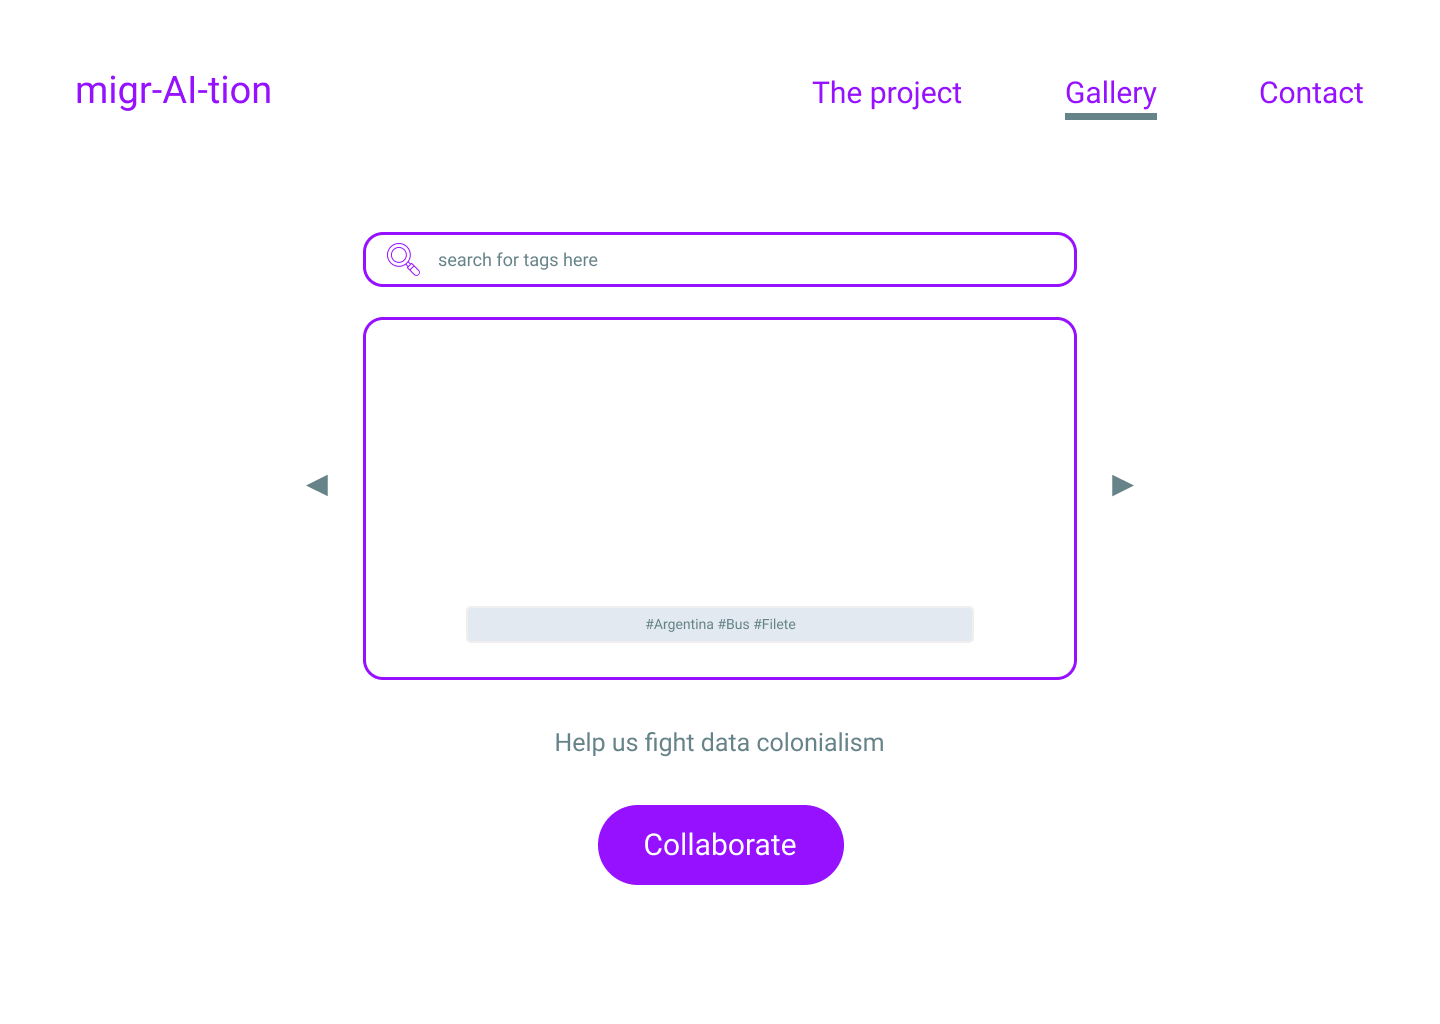 migr-AI-tion
The project
Gallery
Contact
search for tags here
#Argentina #Bus #Filete
Help us fight data colonialism
Collaborate